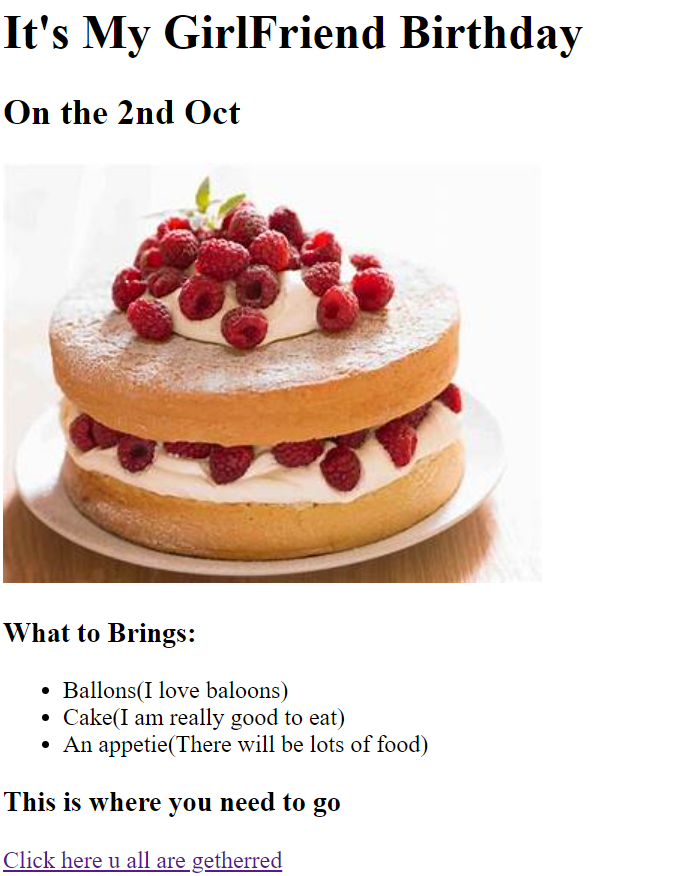 It's My GirlFriend Birthday
On the 2nd Oct
What to Brings:
Ballons(I love baloons)
Cake(I am really good to eat)
An appetie(There will be lots of food)
This is where you need to go
Click here u all are getherred